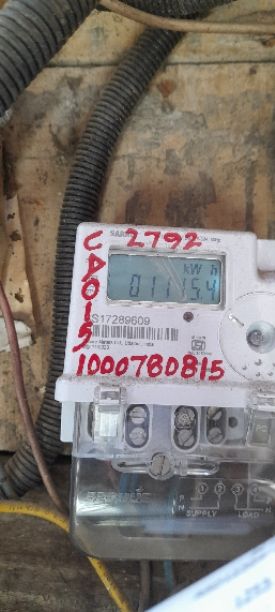 2792
kW h
01115.4
CD015
S17289609
1000780815
SUPPLY
LOAD